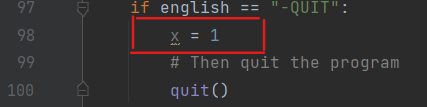 97 if english == "-QUIT":
98 x = 1
99 # Then quit the program
100 quit()